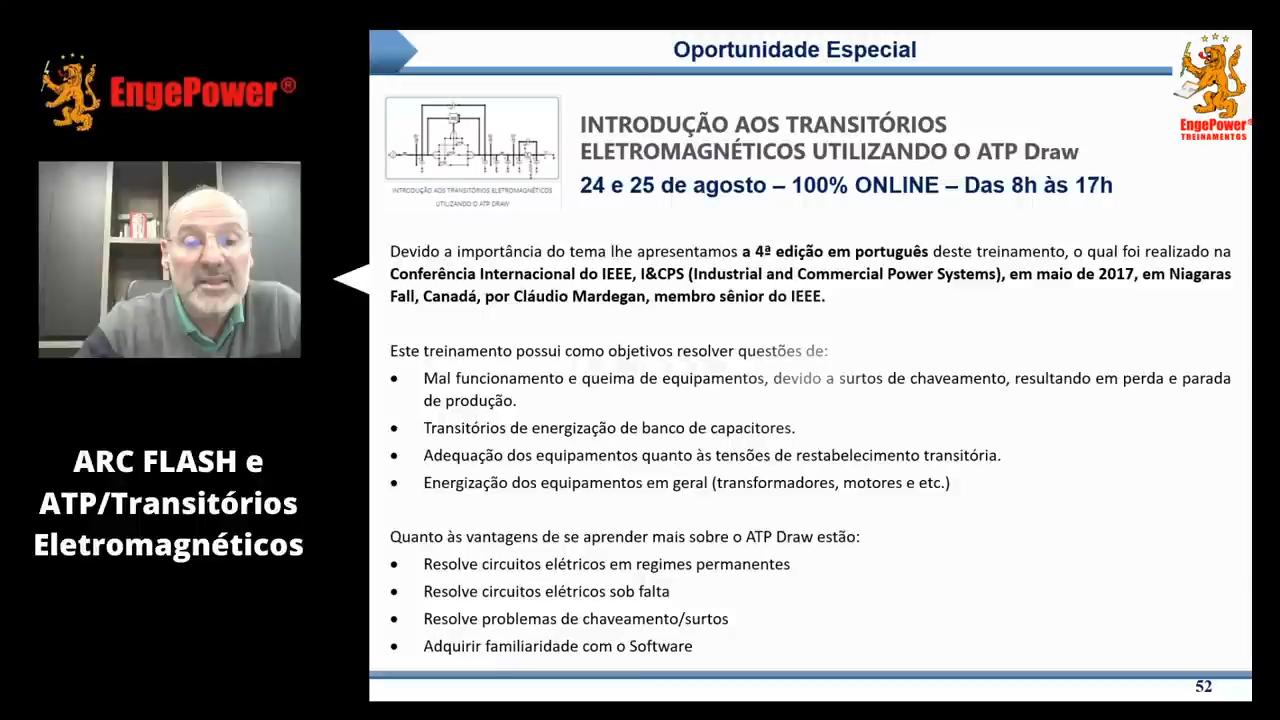 EngePower®
ARC FLASH e
ATP/Transitórios
Eletromagnéticos
Oportunidade Especial
EngePower®
TREINAMENTOS
INTRODUÇÃO AOS TRANSITÓRIOS ELETROMAGNÉTICOS
UTILIZANDO O ATP DRAW
INTRODUÇÃO AOS TRANSITÓRIOS
ELETROMAGNÉTICOS UTILIZANDO O ATP Draw
24 e 25 de agosto – 100% ONLINE – Das 8h às 17h
Devido a importância do tema lhe apresentamos a 4ª edição em português deste treinamento, o qual foi realizado na
Conferência Internacional do IEEE, I&CPS (Industrial and Commercial Power Systems), em maio de 2017, em Niagaras
Fall, Canadá, por Cláudio Mardegan, membro sênior do IEEE.
Este treinamento possui como objetivos resolver questões de:
• Mal funcionamento e queima de equipamentos, devido a surtos de chaveamento, resultando em perda e parada
de produção.
• Transitórios de energização de banco de capacitores.
• Adequação dos equipamentos quanto às tensões de restabelecimento transitória.
• Energização dos equipamentos em geral (transformadores, motores e etc.)
Quanto às vantagens de se aprender mais sobre o ATP Draw estão:
• Resolve circuitos elétricos em regimes permanentes
• Resolve circuitos elétricos sob falta
• Resolve problemas de chaveamento/surtos
• Adquirir familiaridade com o Software
52